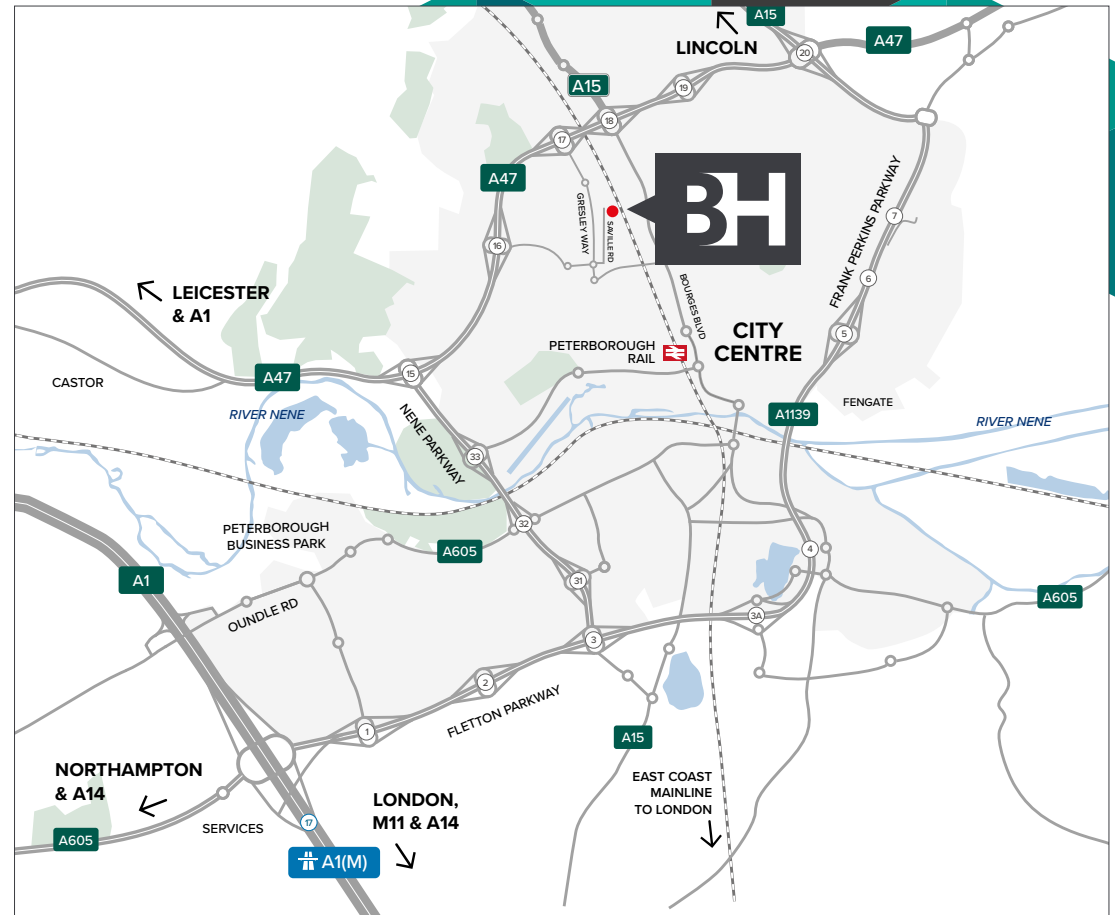 A15
LINCOLN
A47
20
A15
19
18
17
A47
BH
GRESLEY WAY
SAVILLE RD
FRANK PERKINS PARKWAY
7
16
6
LEICESTER
& A1
BOURGES BLVD
5
CITY
CENTRE
PETERBOROUGH
RAIL
CASTOR
A47
15
FENGATE
RIVER NENE
NENE PARKWAY
A1139
RIVER NENE
33
PETERBOROUGH
BUSINESS PARK
32
A605
4
A1
31
A605
OUNDLE RD
3A
3
2
FLETTON PARKWAY
1
A15
NORTHAMPTON
& A14
EAST COAST
MAINLINE
TO LONDON
LONDON,
M11 & A14
SERVICES
17
A605
A1(M)